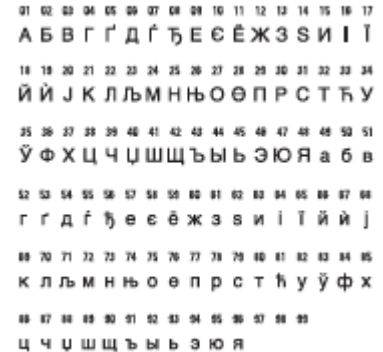 01 02 03 04 05 06 07 08 09 10 11 12 13 14 15 16 17
А Б В Г Ґ Д Ѓ Ђ Е Є Ё Ж З Ѕ И І Ї
18 19 20 21 22 23 24 25 26 27 28 29 30 31 32 33 34
Й Ѝ Ј К Л Љ М Н Њ О Ѳ П Р С Т Ћ У
35 36 37 38 39 40 41 42 43 44 45 46 47 48 49 50 51
Ў Ф Х Ц Ч Џ Ш Щ Ъ Ы Ь Э Ю Я а б в
52 53 54 55 56 57 58 59 60 61 62 63 64 65 66 67 68
г ґ д ѓ ђ е є ё ж з ѕ и і ї й ѝ ј
69 70 71 72 73 74 75 76 77 78 79 80 81 82 83 84 85
к л љ м н њ о ѳ п р с т ћ у ў ф х
86 87 88 89 90 91 92 93 94 95 96 97 98 99
ц ч џ ш щ ъ ы ь э ю я